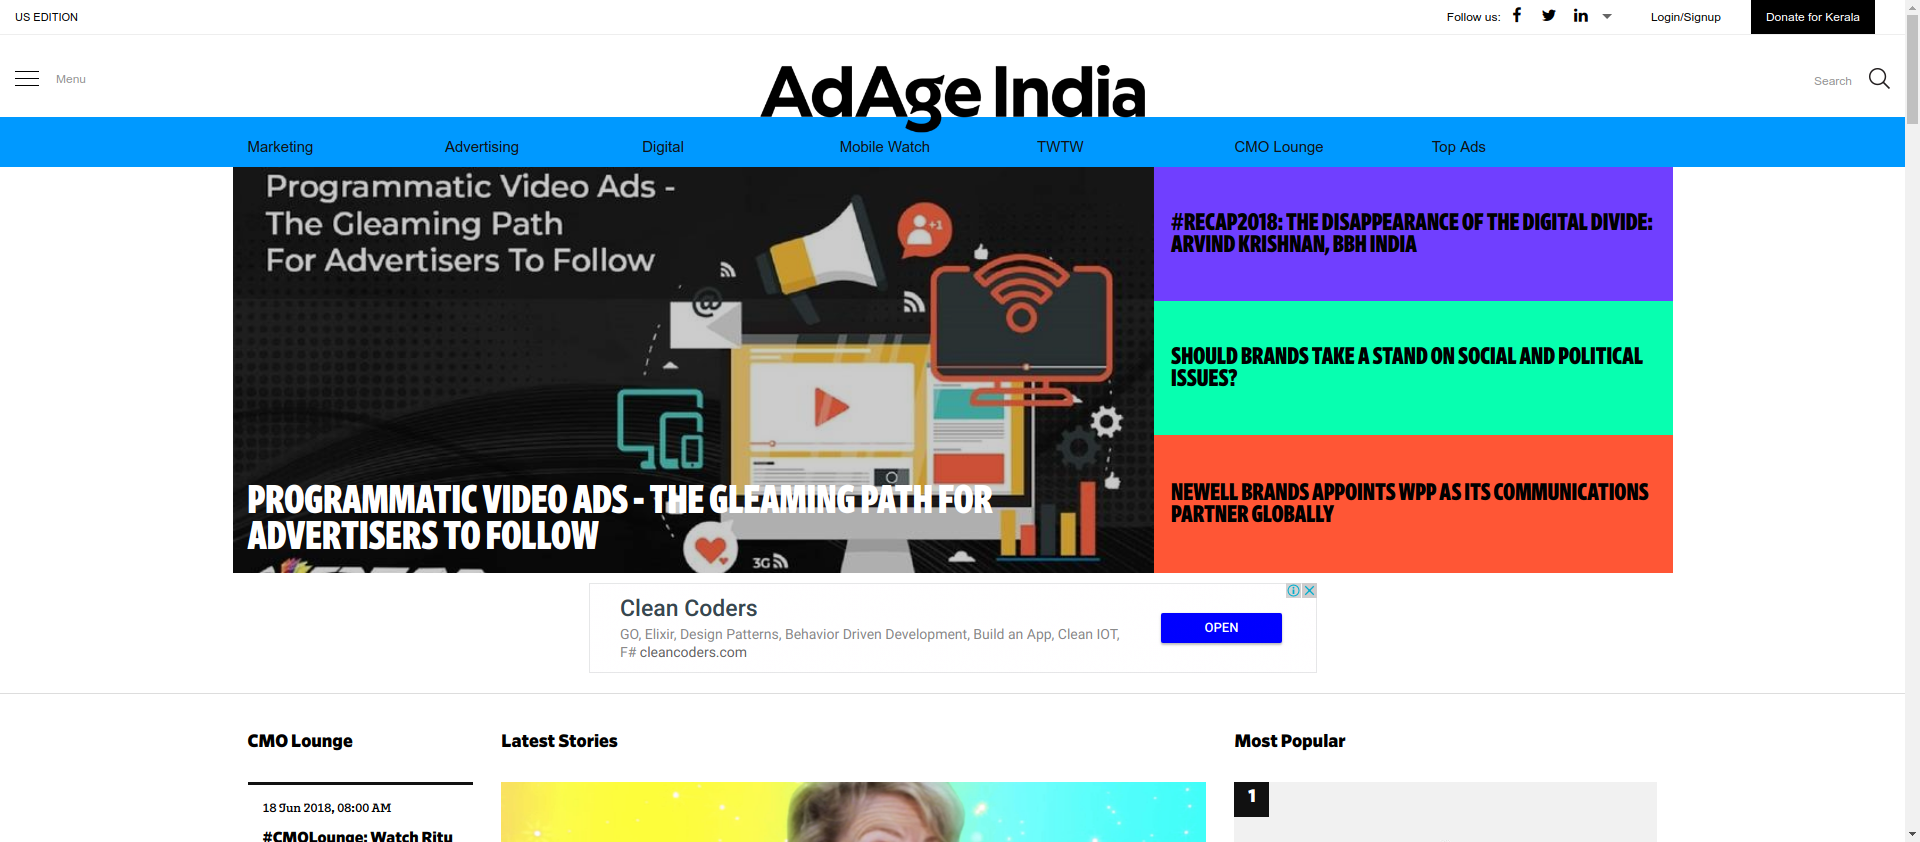 US EDITION
Follow us:
Login/Signup
Donate for Kerala
Menu
AdAge India
Search
Marketing
Advertising
Digital
Mobile Watch
TWTW
CMO Lounge
Top Ads
Programmatic Video Ads -
The Gleaming Path
For Advertisers To Follow
+1
@
3G
PROGRAMMATIC VIDEO ADS - THE GLEAMING PATH FOR
ADVERTISERS TO FOLLOW
#RECAP2018: THE DISAPPEARANCE OF THE DIGITAL DIVIDE:
ARVIND KRISHNAN, BBH INDIA
SHOULD BRANDS TAKE A STAND ON SOCIAL AND POLITICAL
ISSUES?
NEWELL BRANDS APPOINTS WPP AS ITS COMMUNICATIONS
PARTNER GLOBALLY
Clean Coders
GO, Elixir, Design Patterns, Behavior Driven Development, Build an App, Clean IOT,
F# cleancoders.com
OPEN
CMO Lounge
18 Jun 2018, 08:00 AM
#CMOLounge: Watch Ritu
Latest Stories
Most Popular
1